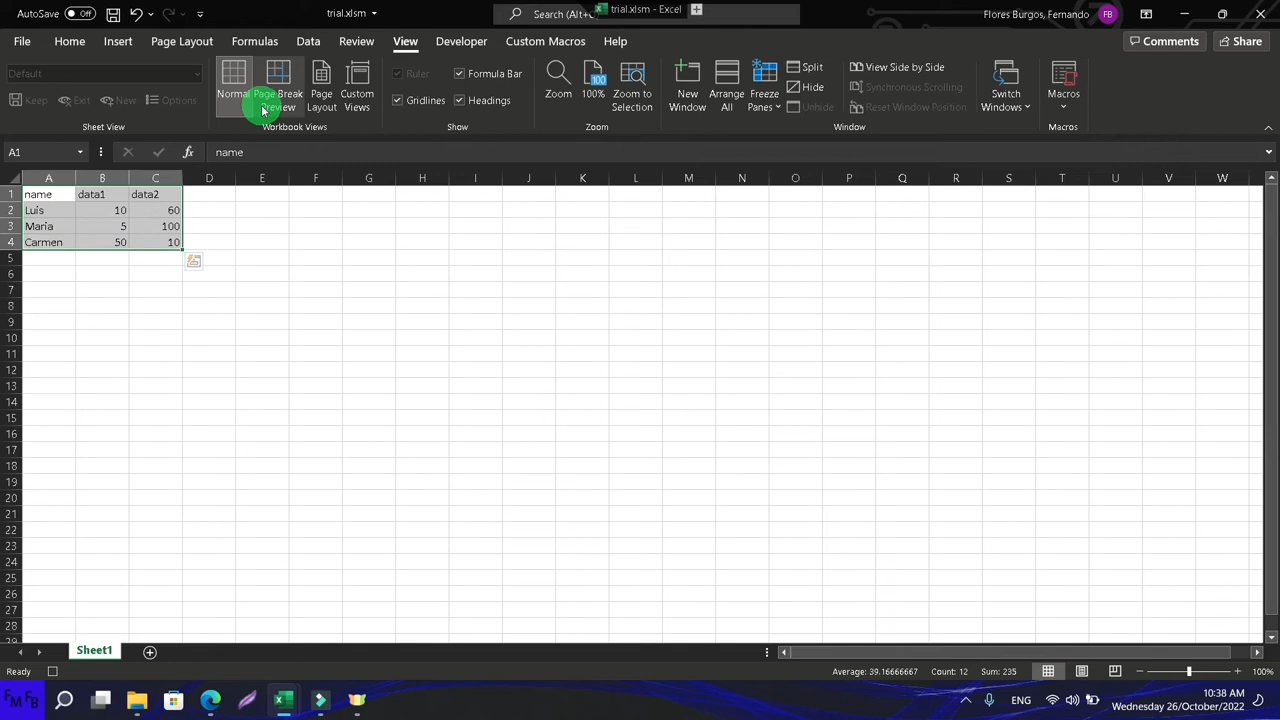 AutoSave Off trial.xlsm Search (Alt+ trial.xlsm - Excel Flores Burgos, Fernando FB
File Home Insert Page Layout Formulas Data Review View Developer Custom Macros Help Comments Share
Default
Keep Exit New Options
Sheet View
Normal
Page Break Preview
Page Layout
Custom Views
Workbook Views
Ruler Formula Bar
Gridlines Headings
Show
Zoom
100
100%
Zoom to Selection
Zoom
New Window
Arrange All
Freeze Panes
Split
Hide
Unhide
View Side by Side
Synchronous Scrolling
Reset Window Position
Window
Switch Windows
Macros
Macros
A1 fx name
A B C D E F G H I J K L M N O P Q R S T U V W
1 name data1 data2
2 Luis 10 60
3 Maria 5 100
4 Carmen 50 10
5
6
7
8
9
10
11
12
13
14
15
16
17
18
19
20
21
22
23
24
25
26
27
28
29
Sheet1
Ready Average: 39.16666667 Count: 12 Sum: 235 100%
FM FB ENG 10:38 AM
Wednesday 26/October/2022